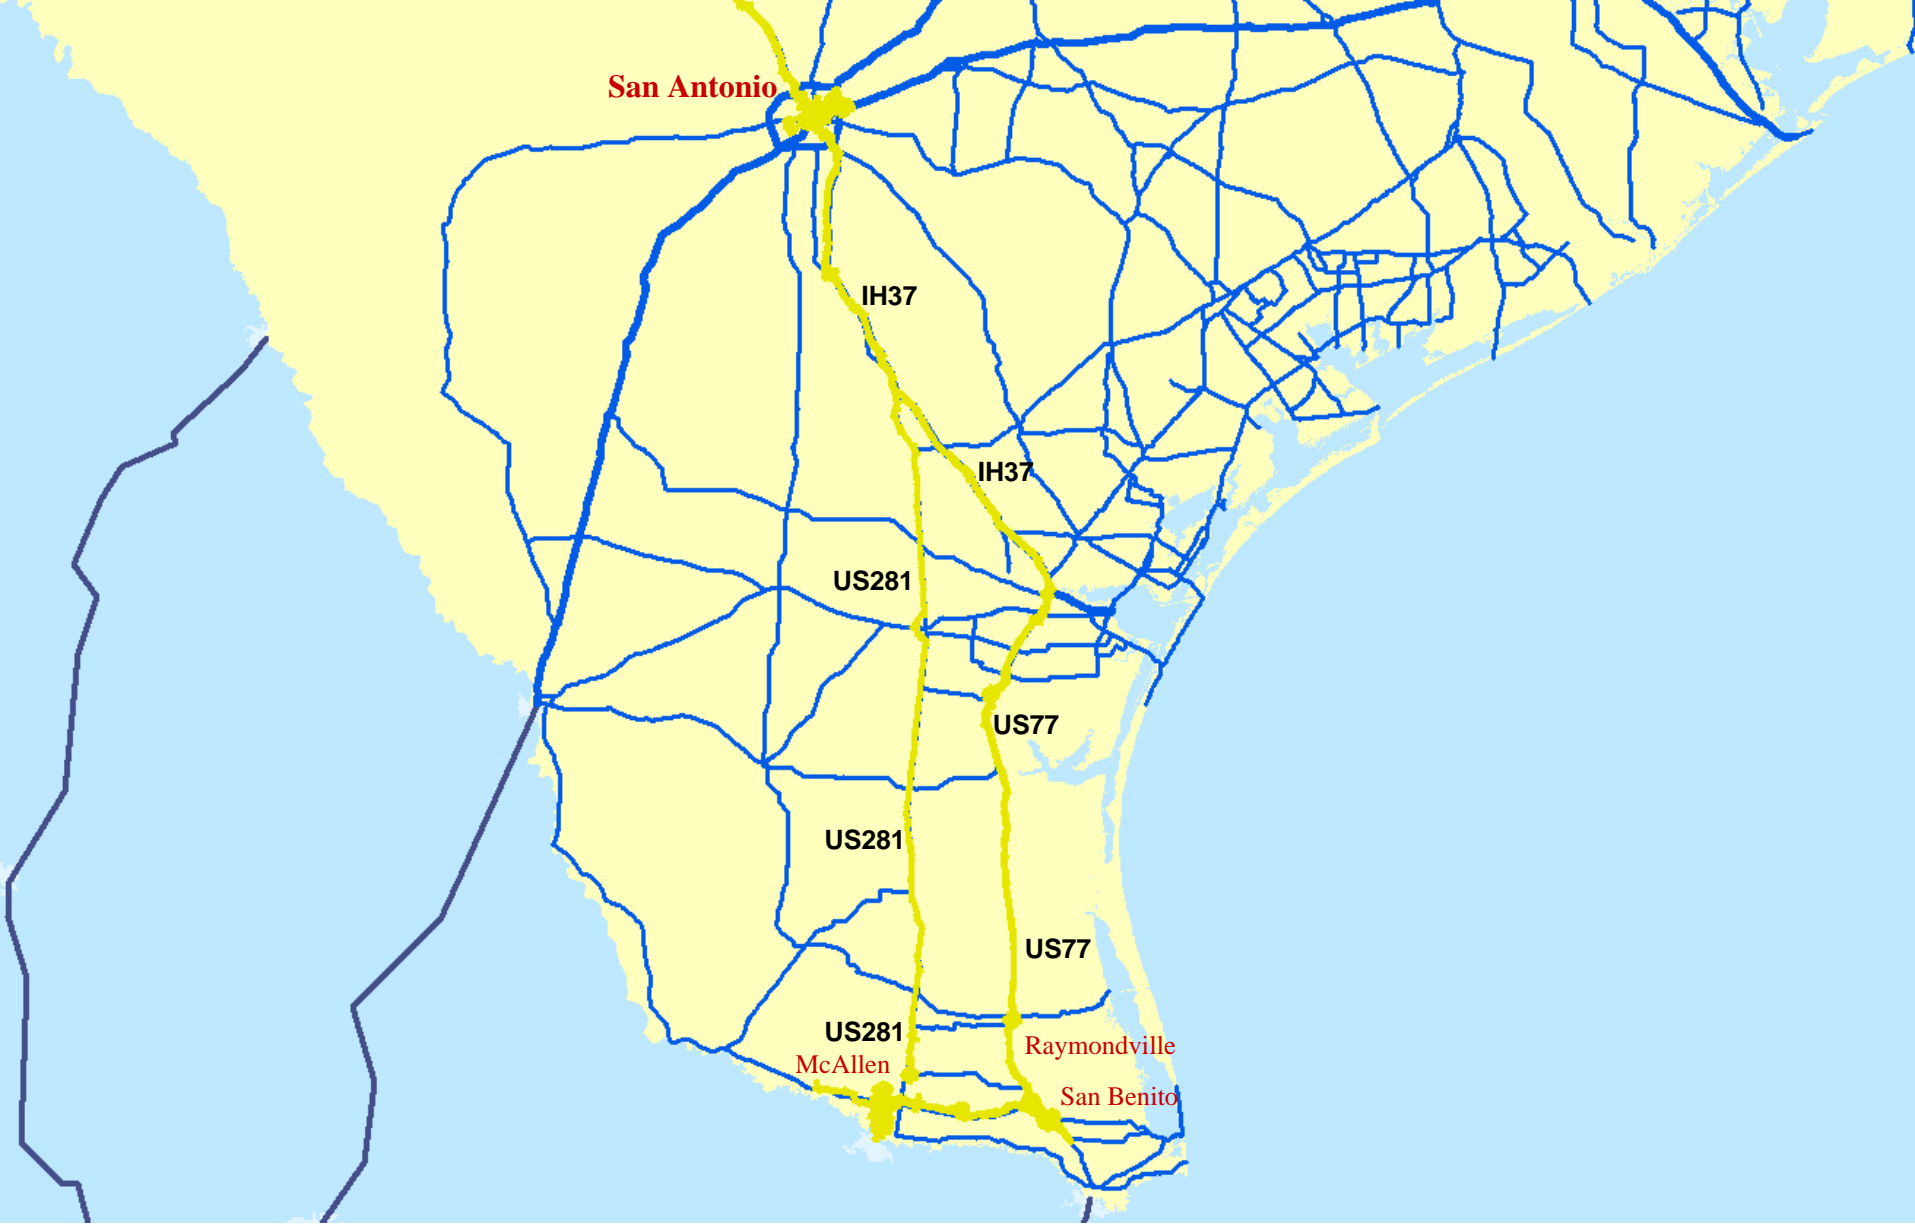 San Antonio
IH37
IH37
US281
US77
US281
US77
US281
Raymondville
McAllen
San Benito